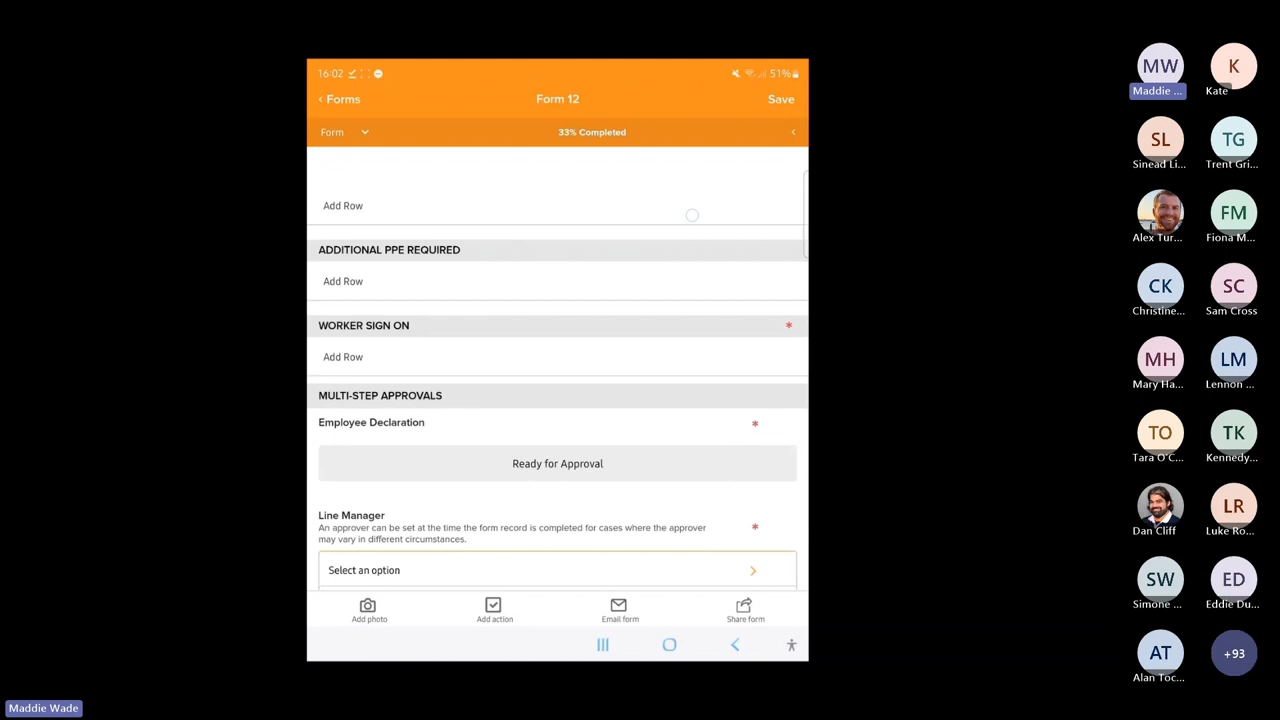 16:02
51%
‹ Forms
Form 12
Save
Form
33% Completed
Add Row
ADDITIONAL PPE REQUIRED
Add Row
WORKER SIGN ON *
Add Row
MULTI-STEP APPROVALS
Employee Declaration *
Ready for Approval
Line Manager
An approver can be set at the time the form record is completed for cases where the approver *
may vary in different circumstances.
Select an option
Add photo
Add action
Email form
Share form
MW
K
Maddie ...
Kate
SL
TG
Sinead Li...
Trent Gri...
FM
Alex Tur...
Fiona M...
CK
SC
Christine...
Sam Cross
MH
LM
Mary Ha...
Lennon ...
TO
TK
Tara O'C...
Kennedy...
LR
Dan Cliff
Luke Ro...
SW
ED
Simone ...
Eddie Du...
AT
+93
Alan Toc...
Maddie Wade